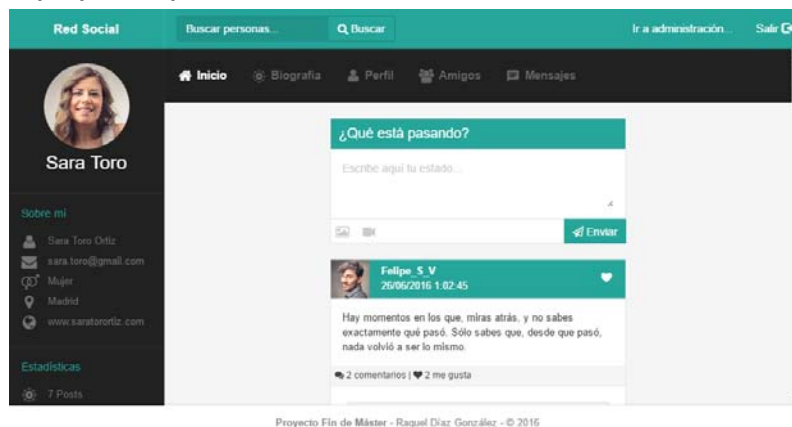 Red Social
Buscar personas...
Buscar
Ir a administración...
Salir
Inicio
Biografia
Perfil
Amigos
Mensajes
Sara Toro
Sobre mi
Sara Toro Ortiz
sara.toro@gmail.com
Mujer
Madrid
www.saratorortiz.com
Estadísticas
7 Posts
¿Qué está pasando?
Escribe aquí tu estado...
Enviar
Felipe_S_V
26/06/2016 1:02:45
Hay momentos en los que, miras atrás, y no sabes
exactamente qué pasó. Sólo sabes que, desde que pasó,
nada volvió a ser lo mismo.
2 comentarios | 2 me gusta
Proyecto Fin de Máster - Raquel Díaz González - © 2016